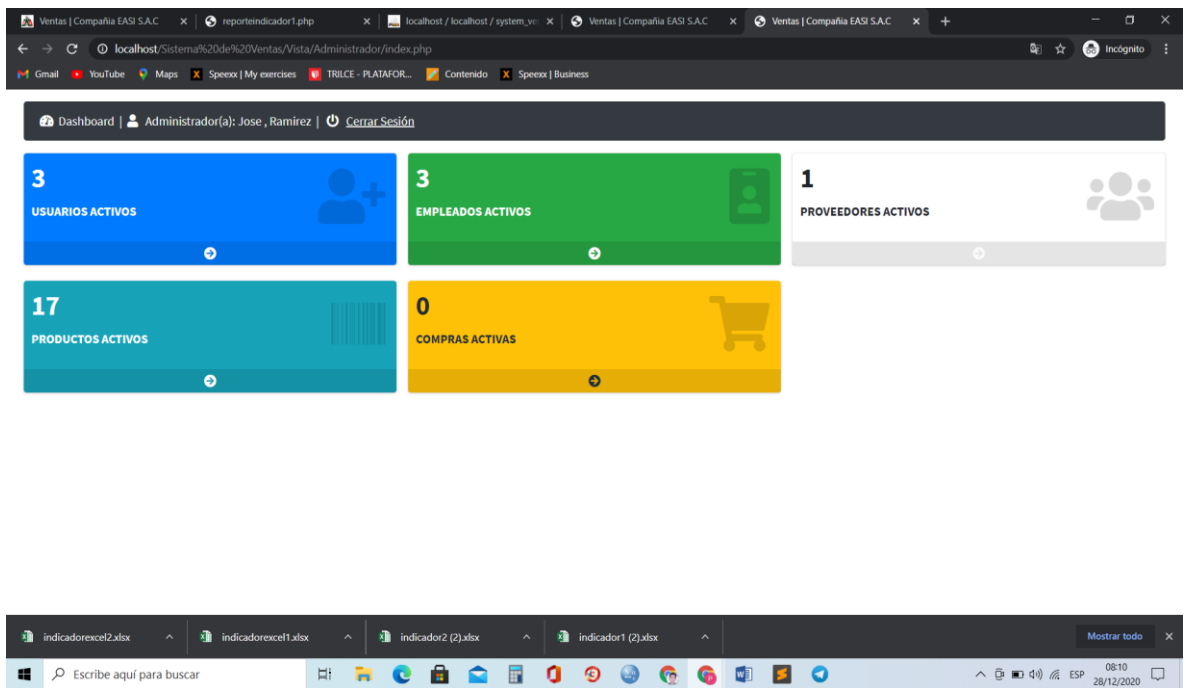 Ventas | Compañia EASI S.A.C
reporteindicador1.php
localhost / localhost / system_ve
Ventas | Compañia EASI S.A.C
Ventas | Compañia EASI S.A.C
localhost/Sistema%20de%20Ventas/Vista/Administrador/index.php
Incógnito
Gmail
YouTube
Maps
Speexx | My exercises
TRILCE - PLATAFOR...
Contenido
Speexx | Business
Dashboard | Administrador(a): Jose , Ramirez | Cerrar Sesión
3
USUARIOS ACTIVOS
3
EMPLEADOS ACTIVOS
1
PROVEEDORES ACTIVOS
17
PRODUCTOS ACTIVOS
0
COMPRAS ACTIVAS
indicadorexcel2.xlsx
indicadorexcel1.xlsx
indicador2 (2).xlsx
indicador1 (2).xlsx
Mostrar todo
Escribe aquí para buscar
ESP
08:10
28/12/2020